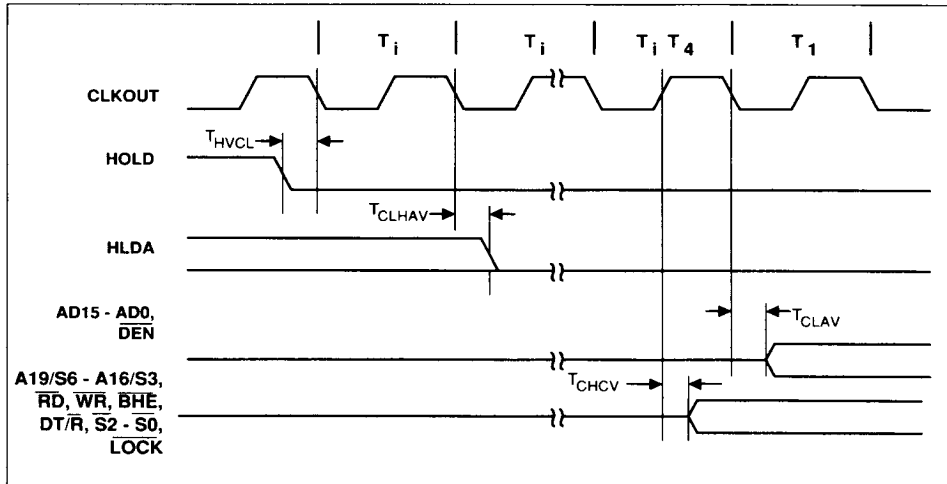 T i T i T i T 4 T 1
CLKOUT
T HVCL
HOLD
T CLHAV
HLDA
AD15 - AD0,
DEN
T CLAV
A19/S6 - A16/S3,
RD, WR, BHE,
DT/R, S2 - S0,
LOCK
T CHCV